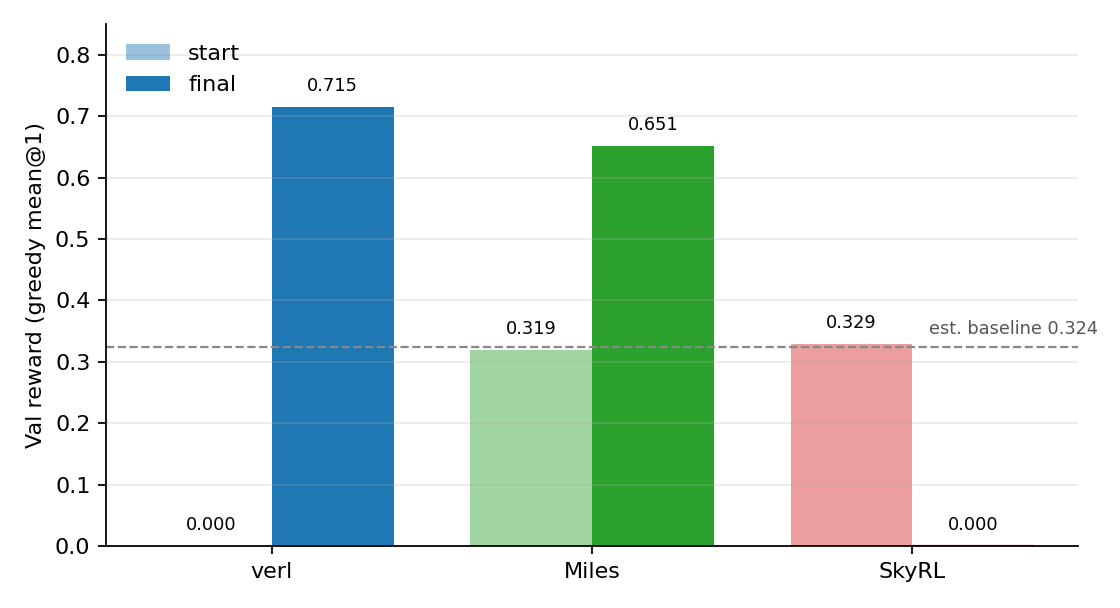 start
final
Val reward (greedy mean@1)
0.8
0.7
0.6
0.5
0.4
0.3
0.2
0.1
0.0
0.000
0.715
0.319
0.651
0.329
0.000
est. baseline 0.324
verl
Miles
SkyRL